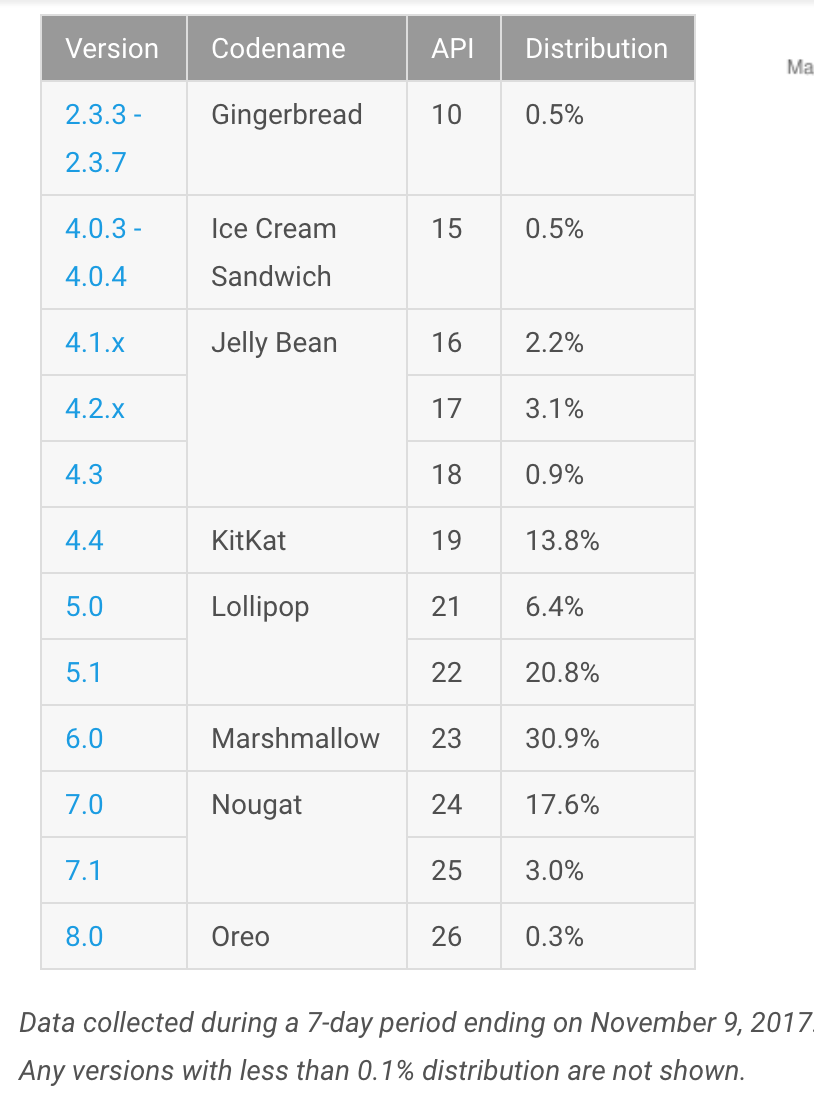 Version Codename API Distribution
Ma
2.3.3 - Gingerbread 10 0.5%
2.3.7
4.0.3 - Ice Cream 15 0.5%
4.0.4 Sandwich
4.1.x Jelly Bean 16 2.2%
4.2.x 17 3.1%
4.3 18 0.9%
4.4 KitKat 19 13.8%
5.0 Lollipop 21 6.4%
5.1 22 20.8%
6.0 Marshmallow 23 30.9%
7.0 Nougat 24 17.6%
7.1 25 3.0%
8.0 Oreo 26 0.3%
Data collected during a 7-day period ending on November 9, 2017.
Any versions with less than 0.1% distribution are not shown.